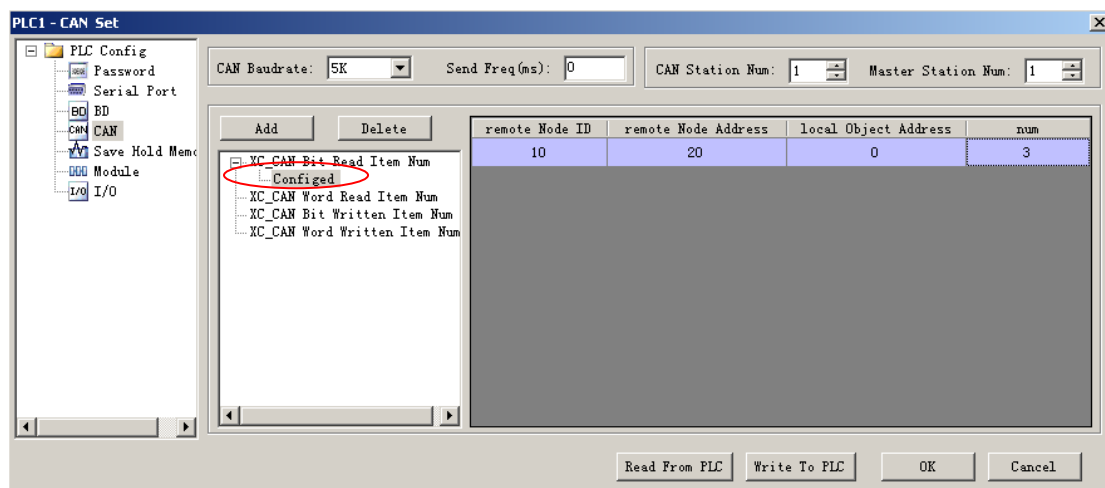 PLC1 - CAN Set
PLC Config
Password
Serial Port
BD BD
CAN CAN
Save Hold Memo
Module
I/O I/O
CAN Baudrate: 5K Send Freq(ms): 0 CAN Station Num: 1 Master Station Num: 1
Add Delete
XC_CAN Bit Read Item Num
Configed
XC_CAN Word Read Item Num
XC_CAN Bit Written Item Num
XC_CAN Word Written Item Num
remote Node ID remote Node Address local Object Address num
10 20 0 3
Read From PLC Write To PLC OK Cancel